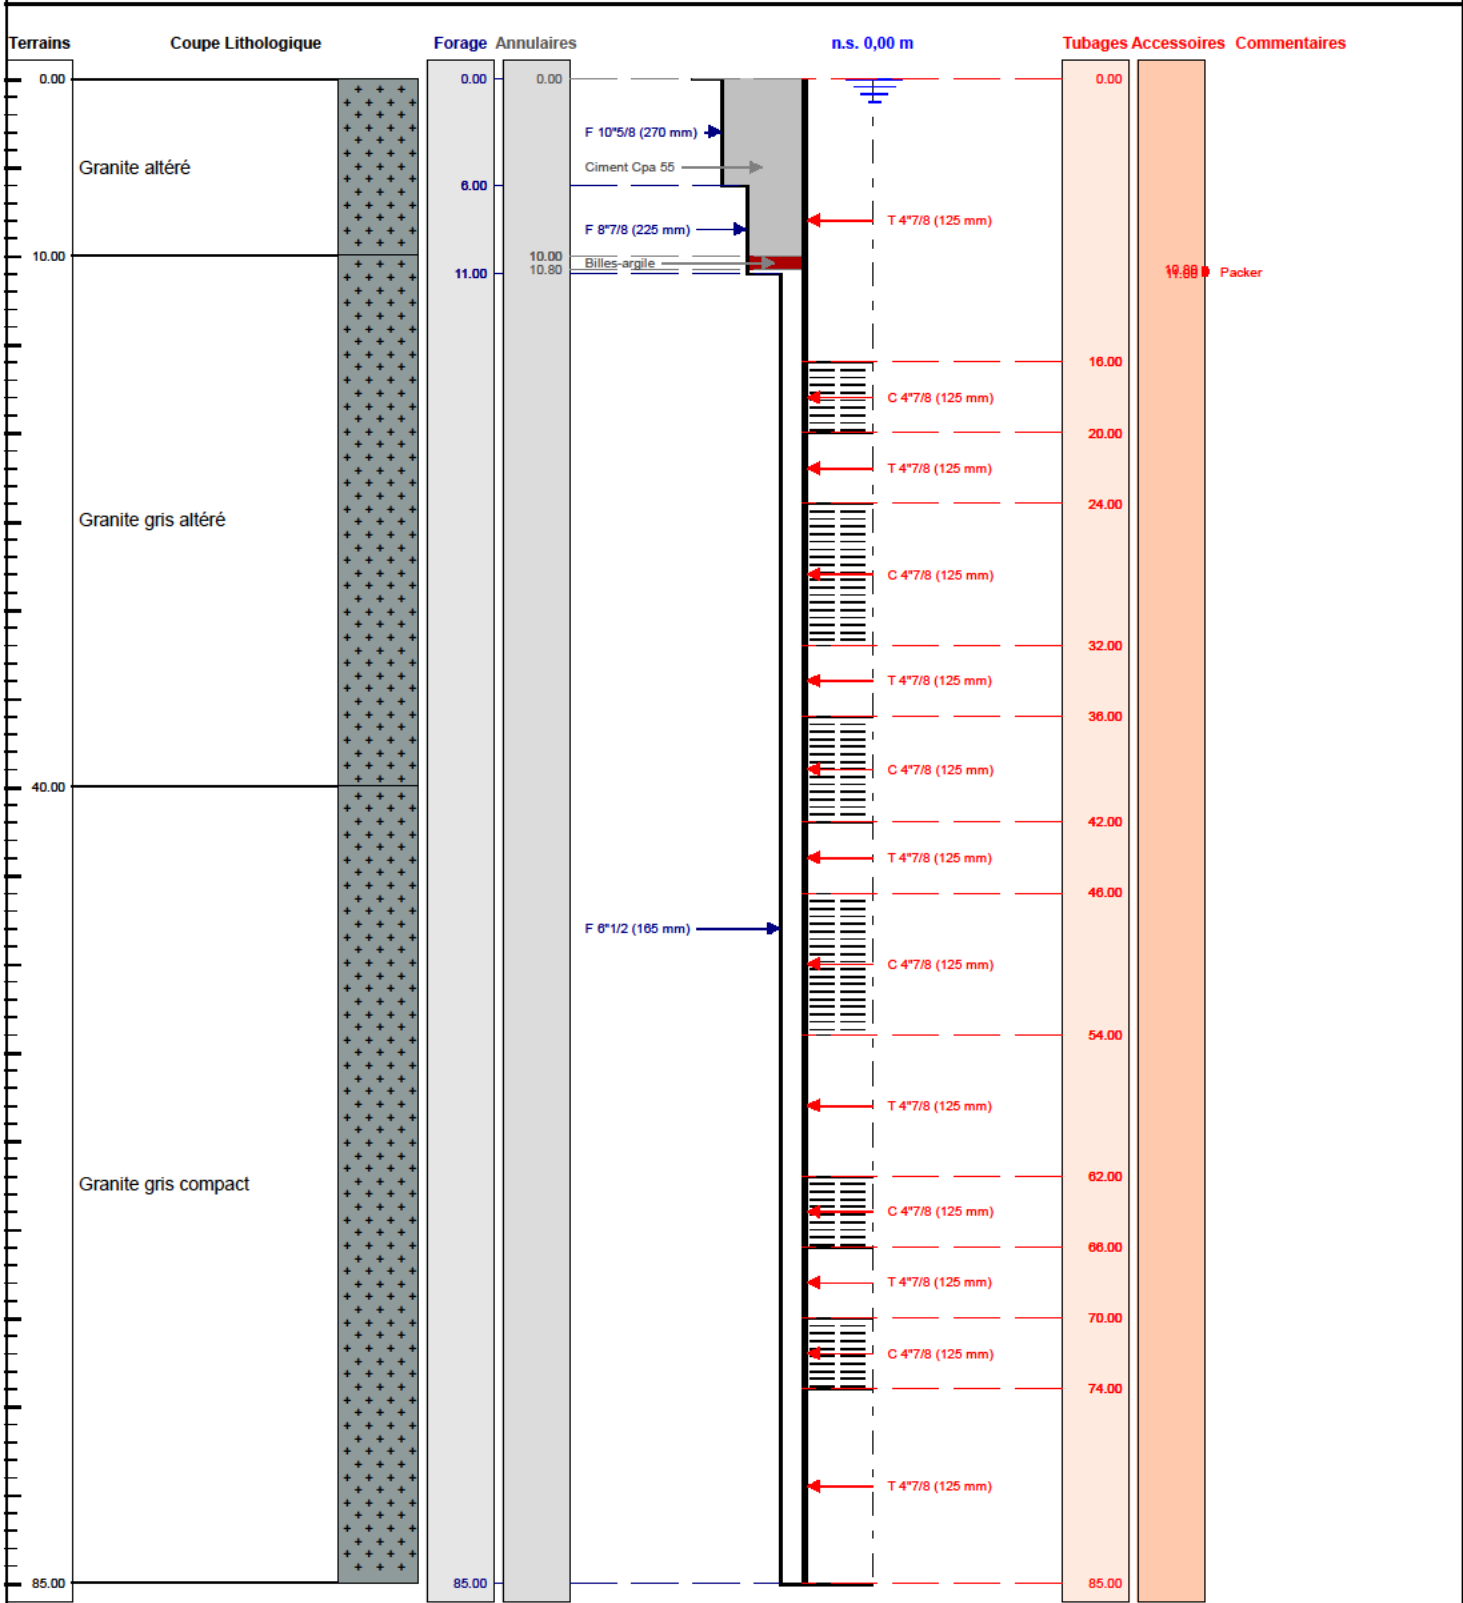 Terrains Coupe Lithologique Forage Annulaires n.s. 0,00 m Tubages Accessoires Commentaires
0.00 0.00 0.00 0.00
F 10"5/8 (270 mm)
Granite altéré Ciment Cpa 55
6.00
T 4"7/8 (125 mm)
F 8"7/8 (225 mm)
10.00 10.00
Billes-argile
10.80
11.00 11.00 Packer
16.00
C 4"7/8 (125 mm)
20.00
T 4"7/8 (125 mm)
24.00
Granite gris altéré
C 4"7/8 (125 mm)
32.00
T 4"7/8 (125 mm)
36.00
C 4"7/8 (125 mm)
40.00
42.00
T 4"7/8 (125 mm)
46.00
F 6"1/2 (165 mm)
C 4"7/8 (125 mm)
54.00
T 4"7/8 (125 mm)
62.00
Granite gris compact
C 4"7/8 (125 mm)
66.00
T 4"7/8 (125 mm)
70.00
C 4"7/8 (125 mm)
74.00
T 4"7/8 (125 mm)
85.00 85.00 85.00